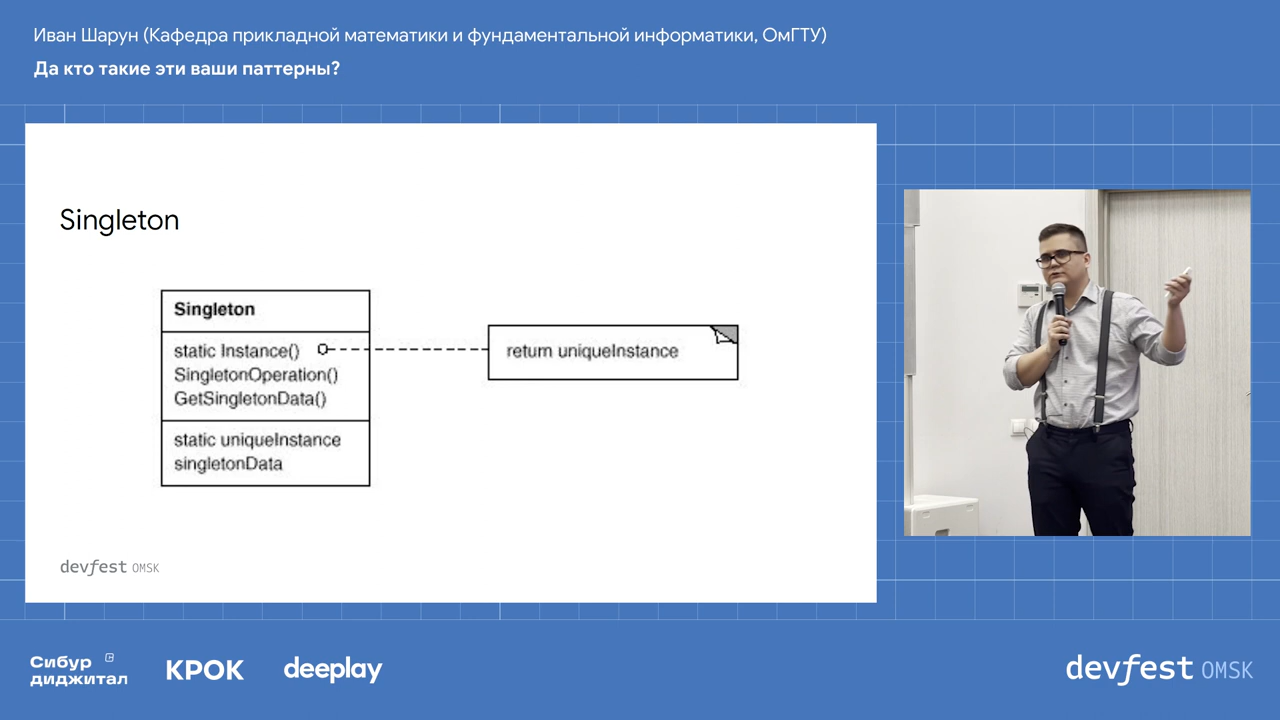 Иван Шарун (Кафедра прикладной математики и фундаментальной информатики, ОмГТУ)
Да кто такие эти ваши паттерны?
Singleton
Singleton
static Instance()
SingletonOperation()
GetSingletonData()
static uniqueInstance
singletonData
return uniqueInstance
devfest OMSK
Сибур
диджитал
КРОК
deeplay
devfest OMSK